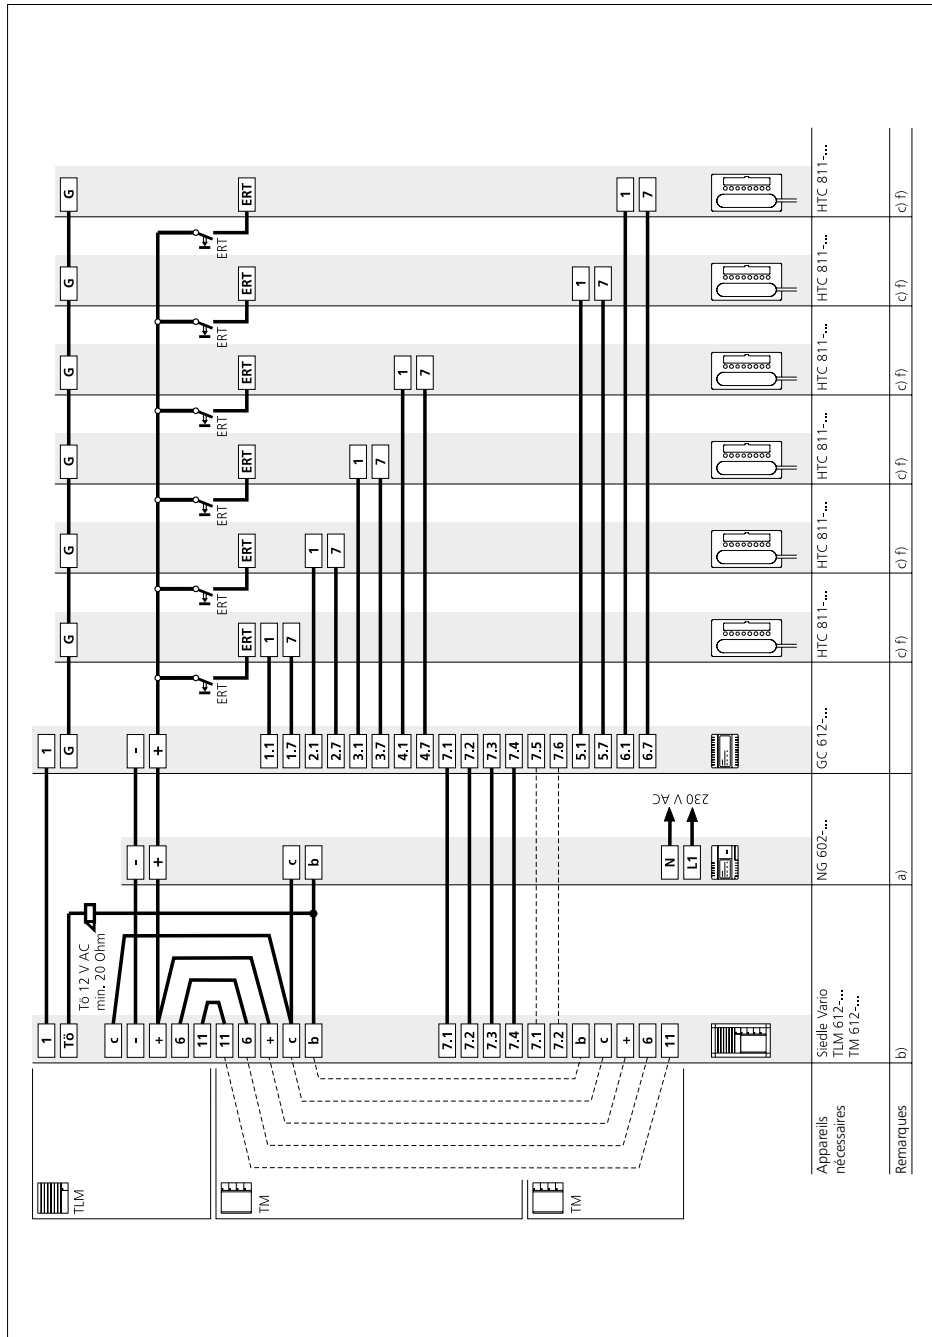 1 1
Tö G G G G G G G
TLM
Tö 12 V AC
min. 20 Ohm
c
- - -
+ + +
6
11
11 ERT ERT ERT ERT ERT ERT
6 ERT ERT ERT ERT ERT ERT
TM
+ 1.1 1
c c 1.7 7
b b 2.1 1
2.7 7
3.1 1
3.7 7
4.1 1
4.7 7
7.1 7.1
7.2 7.2
7.3 7.3
7.4 7.4
7.1 7.5
7.2 7.6
TM
b 5.1 1
c 5.7 7
+ 6.1 1
6 6.7 7
11 N
L1 230 V AC
Appareils
nécessaires
Siedle Vario
TLM 612-...
TM 612-...
NG 602-...
GC 612-...
HTC 811-...
HTC 811-...
HTC 811-...
HTC 811-...
HTC 811-...
HTC 811-...
Remarques b) a) c) f) c) f) c) f) c) f) c) f) c) f)